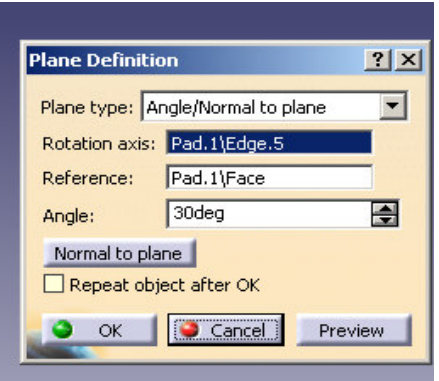 Plane Definition ? X
Plane type: Angle/Normal to plane
Rotation axis: Pad.1\Edge.5
Reference: Pad.1\Face
Angle: 30deg
Normal to plane
Repeat object after OK
OK Cancel Preview